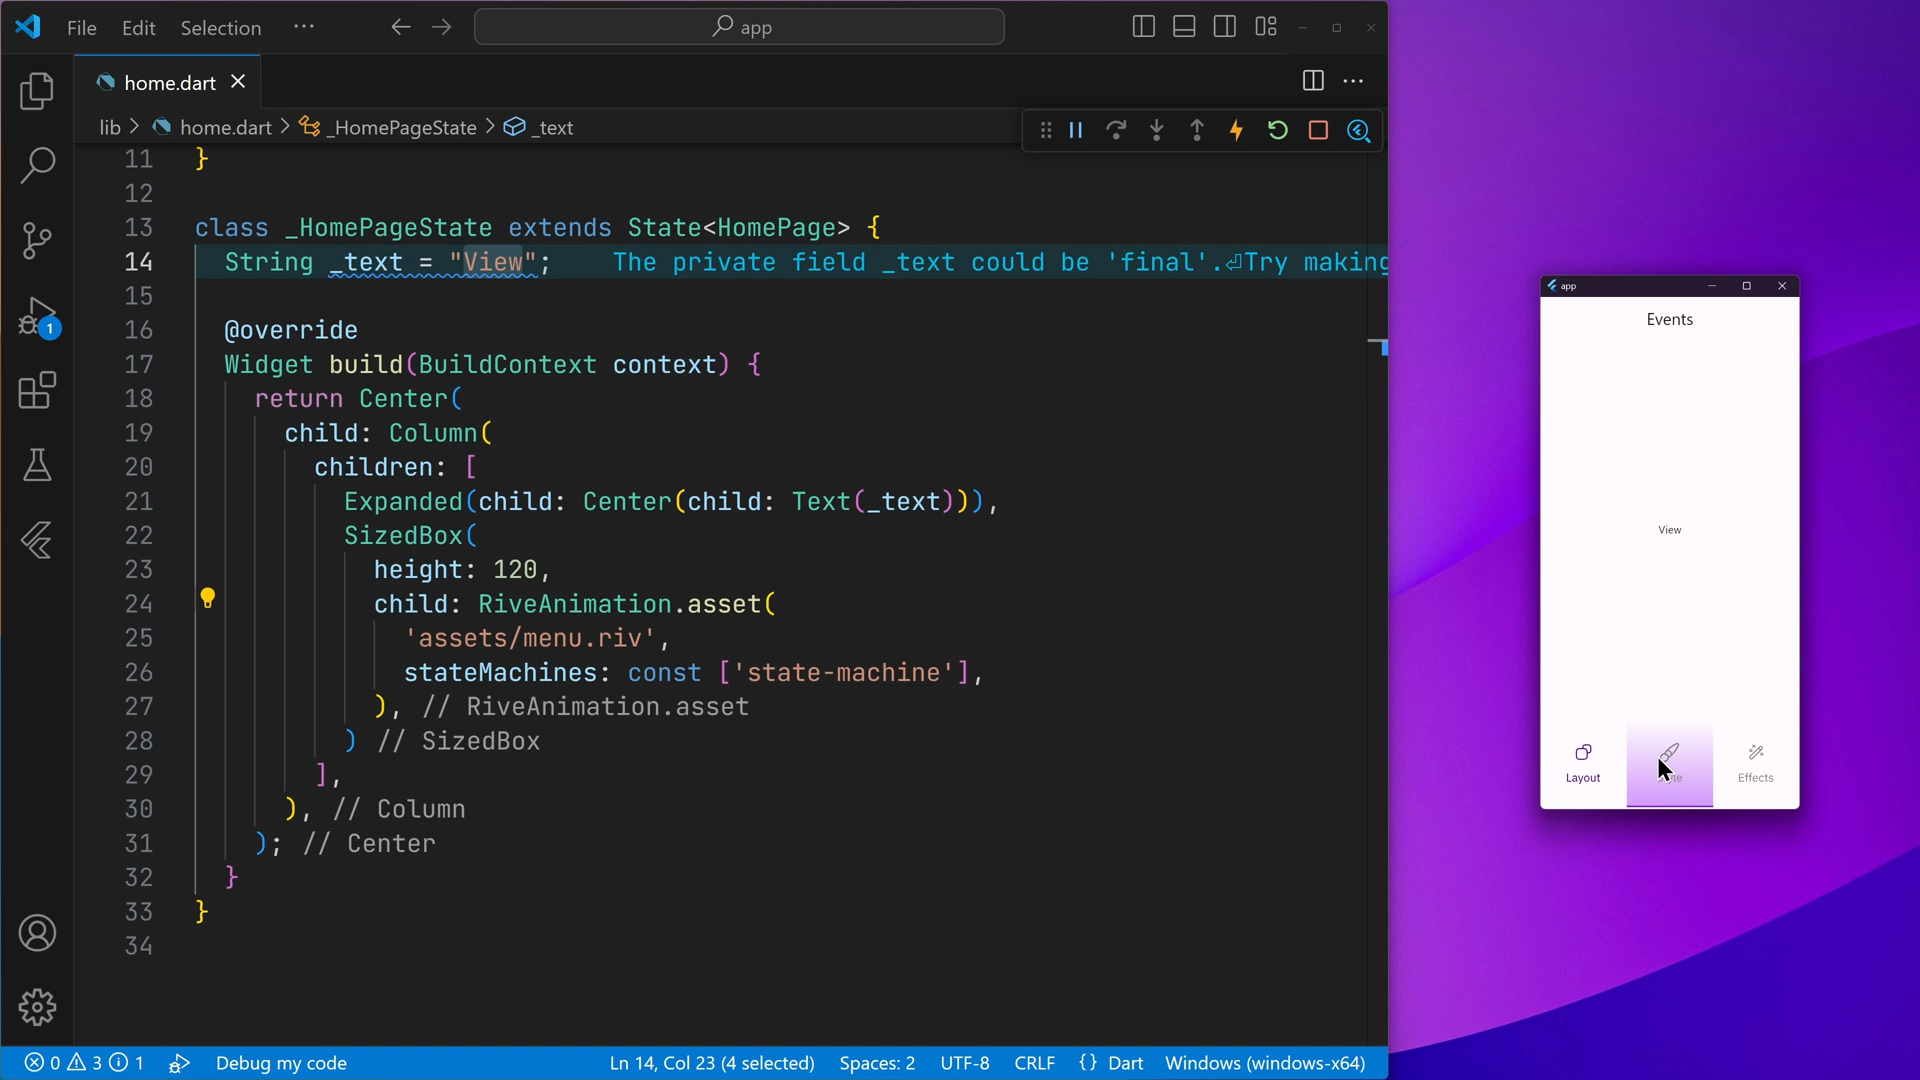 File Edit Selection ···
app
home.dart
lib > home.dart > _HomePageState > _text
11 }
12
13 class _HomePageState extends State<HomePage> {
14 String _text = "View"; The private field _text could be 'final'.⏎Try making
15
16 @override
17 Widget build(BuildContext context) {
18 return Center(
19 child: Column(
20 children: [
21 Expanded(child: Center(child: Text(_text))),
22 SizedBox(
23 height: 120,
24 child: RiveAnimation.asset(
25 'assets/menu.riv',
26 stateMachines: const ['state-machine'],
27 ), // RiveAnimation.asset
28 ) // SizedBox
29 ],
30 ), // Column
31 ); // Center
32 }
33 }
34
1
0 3 1 Debug my code Ln 14, Col 23 (4 selected) Spaces: 2 UTF-8 CRLF {} Dart Windows (windows-x64)
app
Events
View
Layout Effects